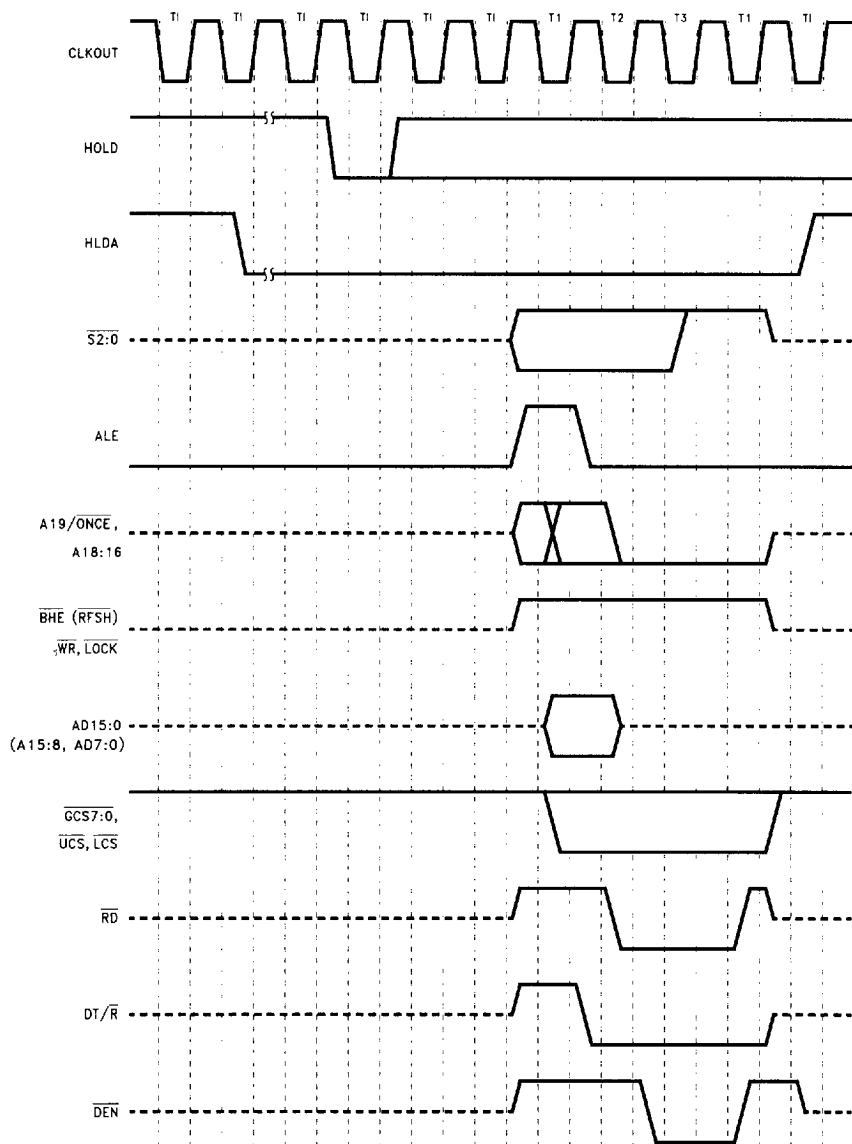 TI TI TI TI TI TI T1 T2 T3 T1 TI
CLKOUT
HOLD
HLDA
S2:0
ALE
A19/ONCE,
A18:16
BHE (RFSH)
WR, LOCK
AD15:0
(A15:8, AD7:0)
GCS7:0,
UCS, LCS
RD
DT/R
DEN